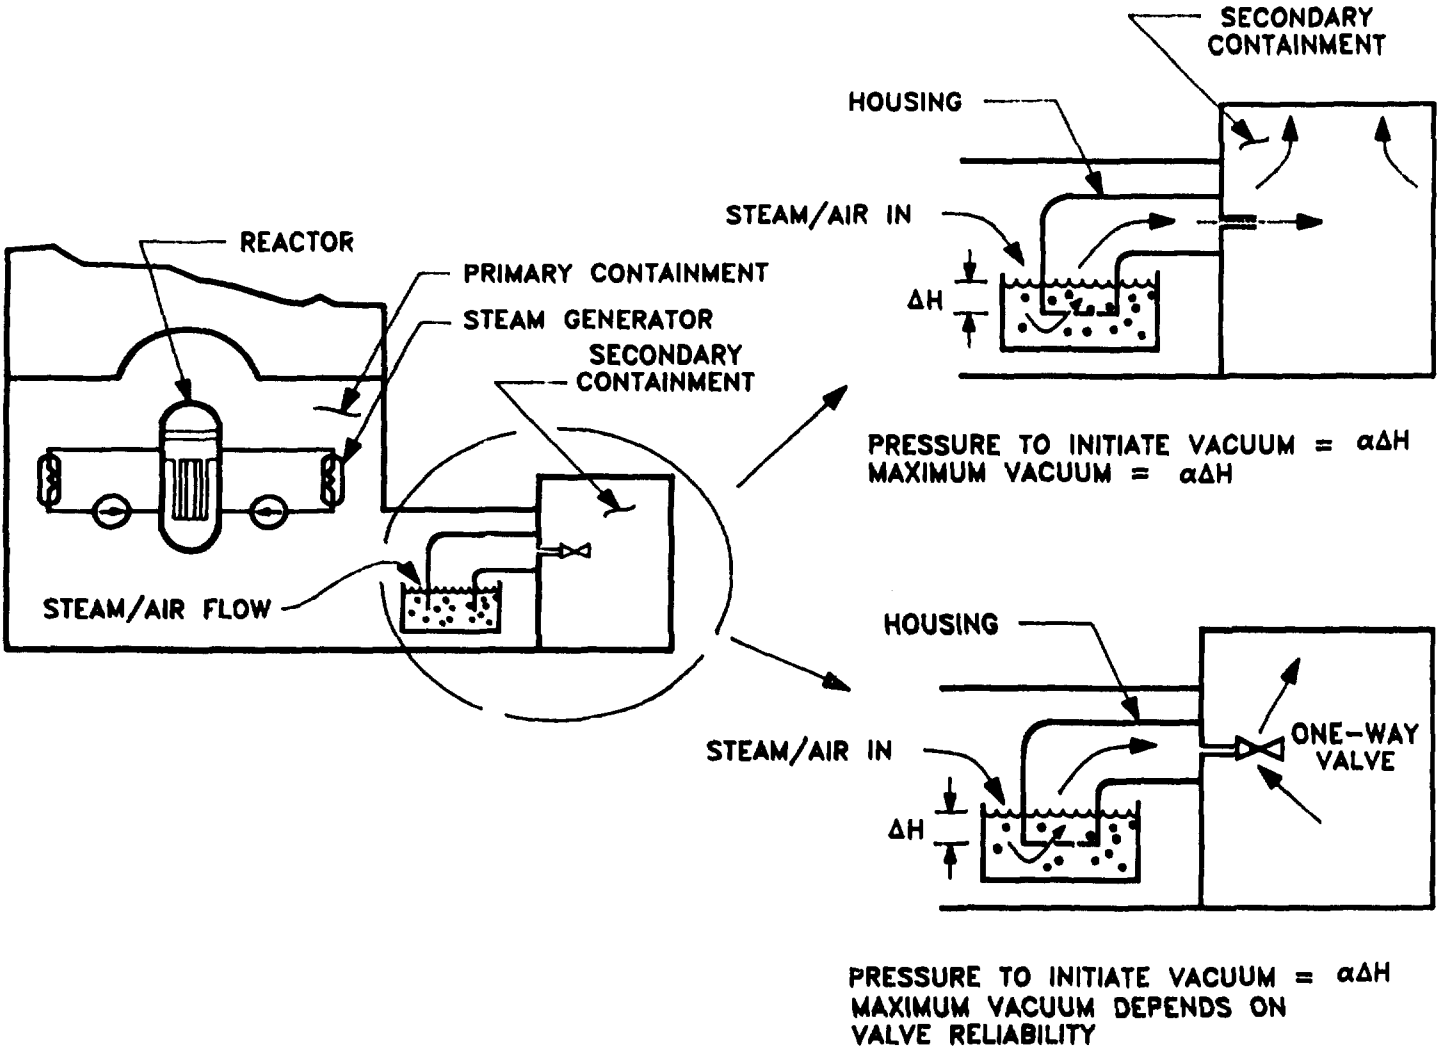 REACTOR
PRIMARY CONTAINMENT
STEAM GENERATOR
SECONDARY
CONTAINMENT
STEAM/AIR FLOW
SECONDARY
CONTAINMENT
HOUSING
STEAM/AIR IN
ΔH
PRESSURE TO INITIATE VACUUM = αΔH
MAXIMUM VACUUM = αΔH
HOUSING
STEAM/AIR IN
ONE-WAY
VALVE
ΔH
PRESSURE TO INITIATE VACUUM = αΔH
MAXIMUM VACUUM DEPENDS ON
VALVE RELIABILITY